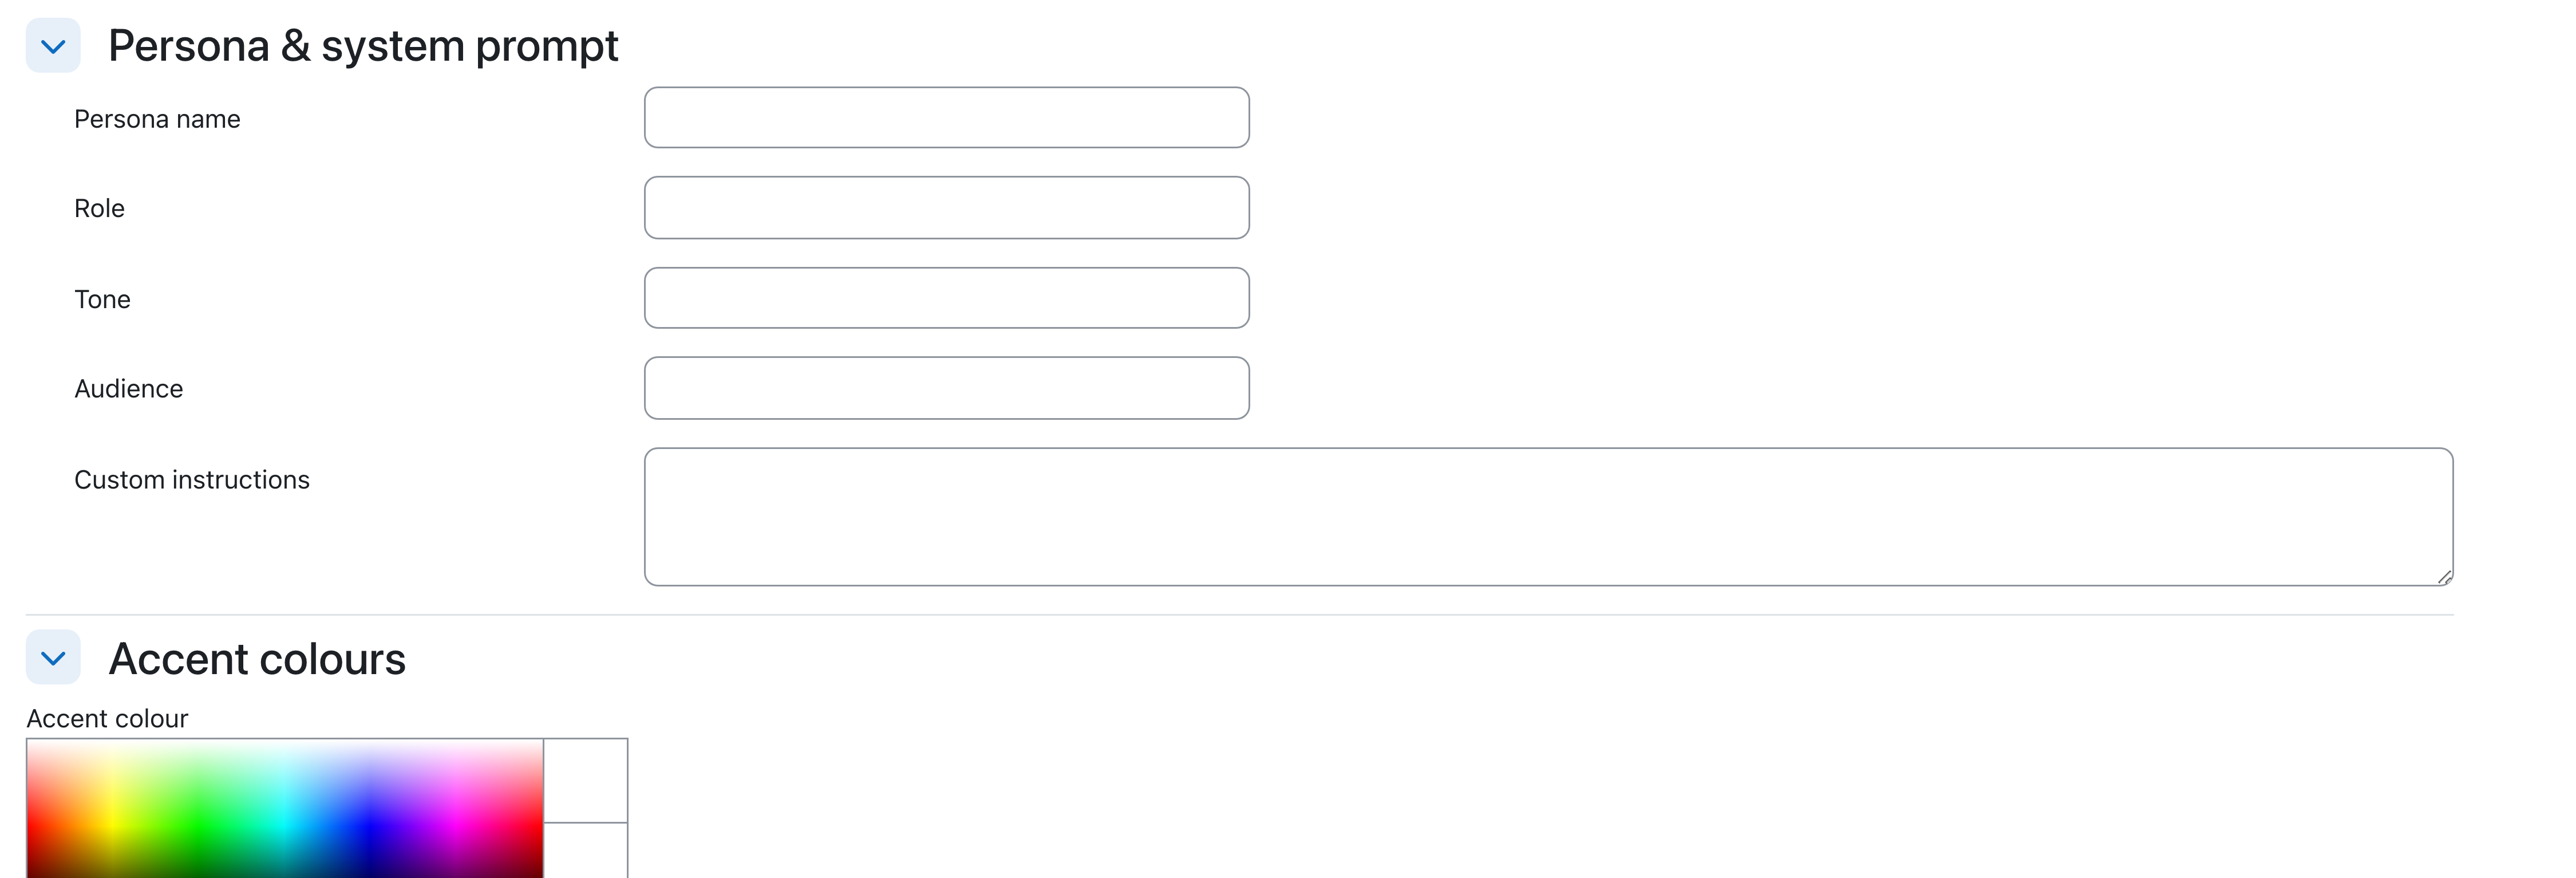 Persona & system prompt
Persona name
Role
Tone
Audience
Custom instructions
Accent colours
Accent colour